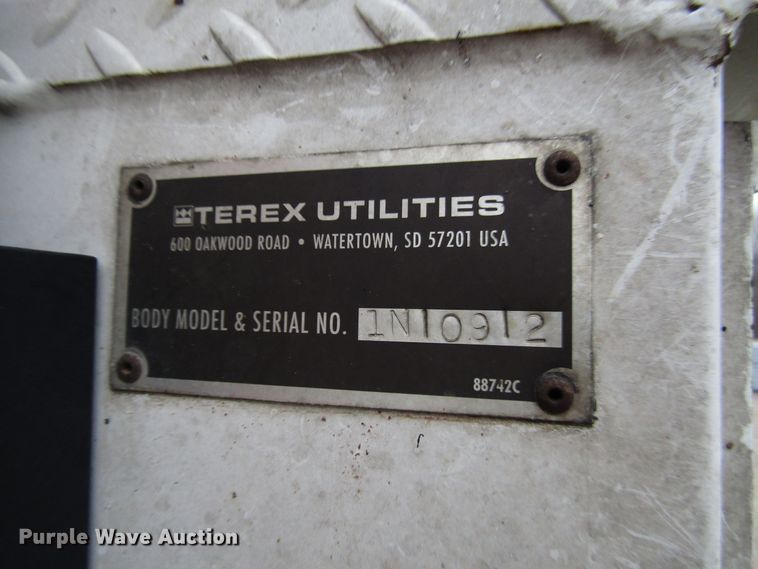 TEREX UTILITIES
600 OAKWOOD ROAD • WATERTOWN, SD 57201 USA
BODY MODEL & SERIAL NO. 1N10912
88742C
Purple Wave Auction